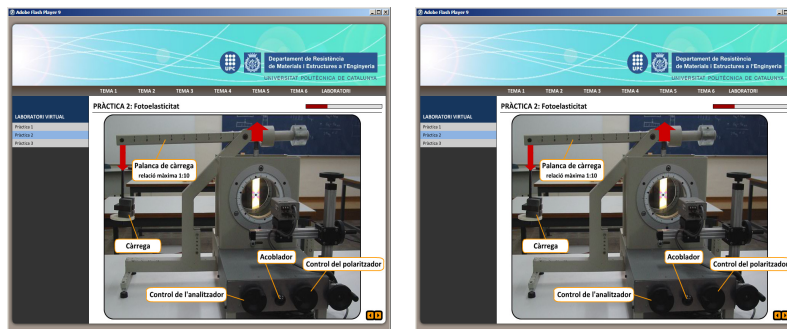 Adobe Flash Player 9
UPC
Departament de Resistència
de Materials i Estructures a l'Enginyeria
UNIVERSITAT POLITÈCNICA DE CATALUNYA
TEMA 1 TEMA 2 TEMA 3 TEMA 4 TEMA 5 TEMA 6 LABORATORI
LABORATORI VIRTUAL
Pràctica 1
Pràctica 2
Pràctica 3
PRÀCTICA 2: Fotoelasticitat
Palanca de càrrega
relació màxima 1:10
Càrrega
Acoblador
Control del polaritzador
Control de l'analitzador
Adobe Flash Player 9
UPC
Departament de Resistència
de Materials i Estructures a l'Enginyeria
UNIVERSITAT POLITÈCNICA DE CATALUNYA
TEMA 1 TEMA 2 TEMA 3 TEMA 4 TEMA 5 TEMA 6 LABORATORI
LABORATORI VIRTUAL
Pràctica 1
Pràctica 2
Pràctica 3
PRÀCTICA 2: Fotoelasticitat
Palanca de càrrega
relació màxima 1:10
Càrrega
Acoblador
Control del polaritzador
Control de l'analitzador